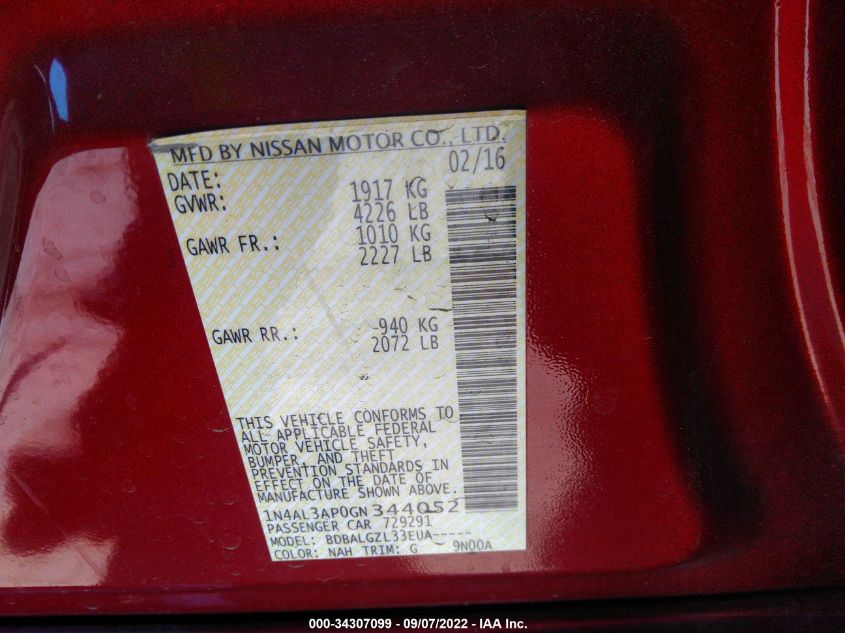 MFD BY NISSAN MOTOR CO., LTD.
DATE: 02/16
GVWR: 1917 KG
4226 LB
GAWR FR.: 1010 KG
2227 LB
GAWR RR.: 940 KG
2072 LB
THIS VEHICLE CONFORMS TO
ALL APPLICABLE FEDERAL
MOTOR VEHICLE SAFETY,
BUMPER, AND THEFT
PREVENTION STANDARDS IN
EFFECT ON THE DATE OF
MANUFACTURE SHOWN ABOVE.
1N4AL3AP0GN 344052
PASSENGER CAR 729291
MODEL: BDBALGZL33EUA-----
COLOR: NAH TRIM: G 9N00A
000-34307099 - 09/07/2022 - IAA Inc.